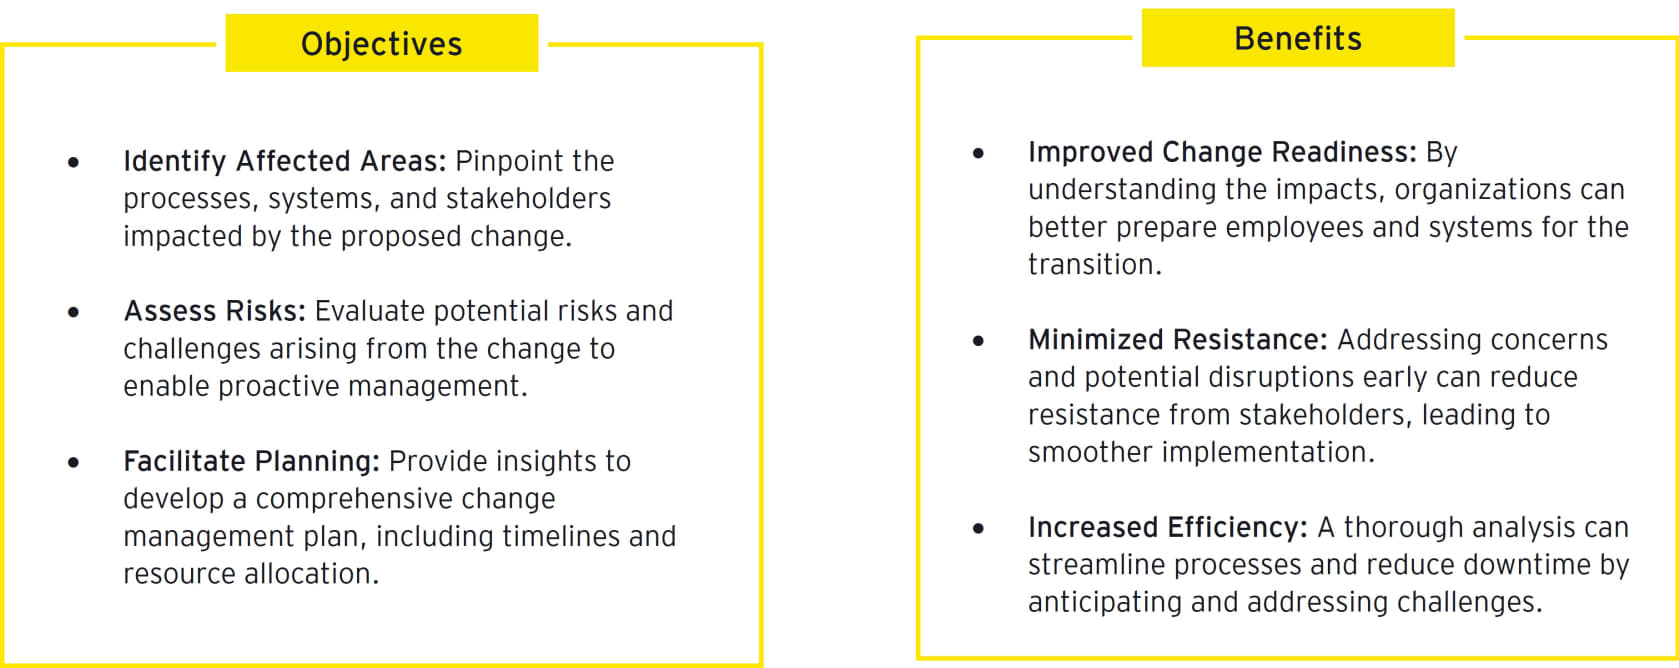 Objectives
• Identify Affected Areas: Pinpoint the
processes, systems, and stakeholders
impacted by the proposed change.
• Assess Risks: Evaluate potential risks and
challenges arising from the change to
enable proactive management.
• Facilitate Planning: Provide insights to
develop a comprehensive change
management plan, including timelines and
resource allocation.
Benefits
• Improved Change Readiness: By
understanding the impacts, organizations can
better prepare employees and systems for the
transition.
• Minimized Resistance: Addressing concerns
and potential disruptions early can reduce
resistance from stakeholders, leading to
smoother implementation.
• Increased Efficiency: A thorough analysis can
streamline processes and reduce downtime by
anticipating and addressing challenges.